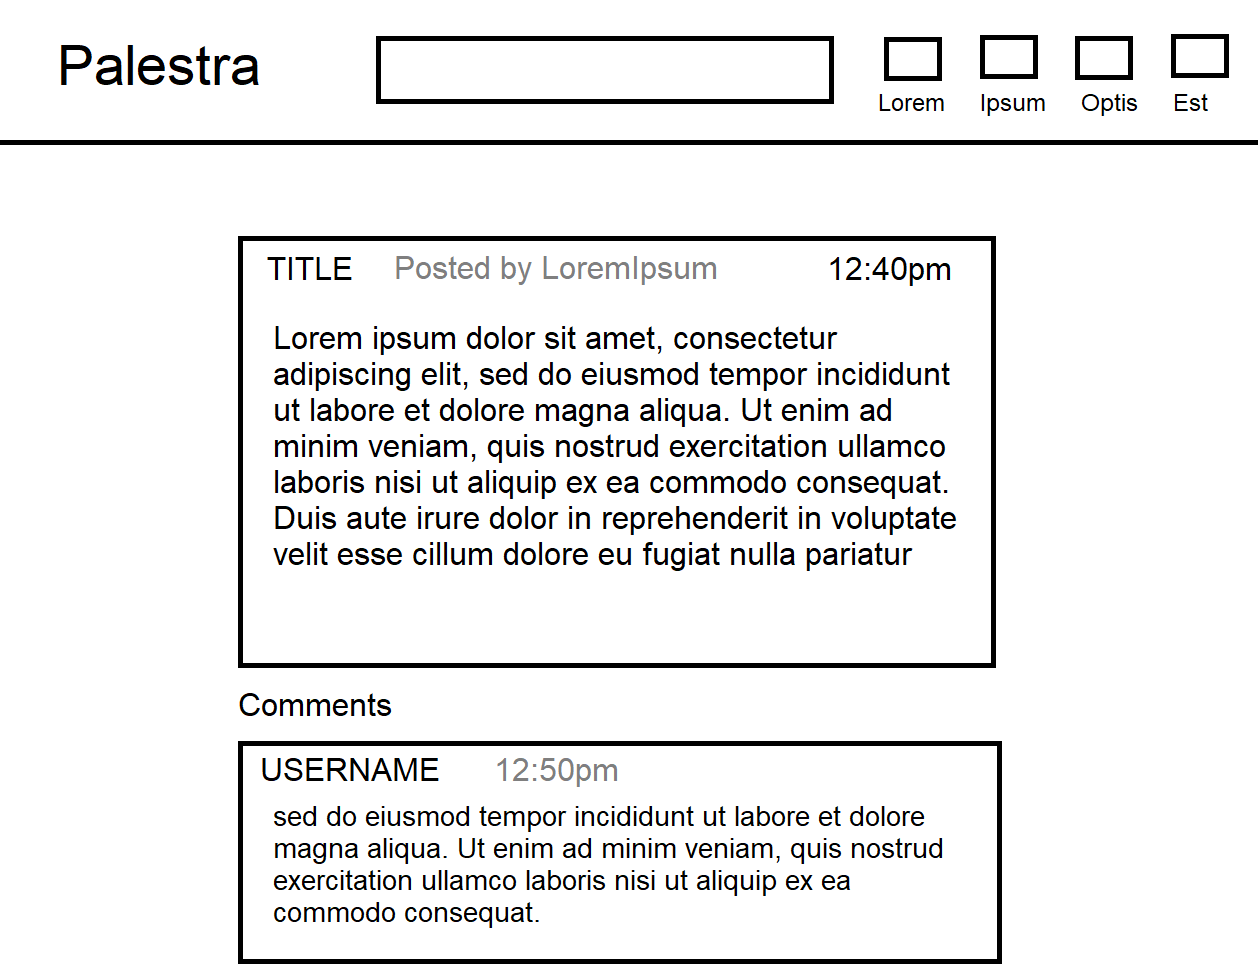 Palestra
Lorem Ipsum Optis Est
TITLE Posted by LoremIpsum 12:40pm
Lorem ipsum dolor sit amet, consectetur
adipiscing elit, sed do eiusmod tempor incididunt
ut labore et dolore magna aliqua. Ut enim ad
minim veniam, quis nostrud exercitation ullamco
laboris nisi ut aliquip ex ea commodo consequat.
Duis aute irure dolor in reprehenderit in voluptate
velit esse cillum dolore eu fugiat nulla pariatur
Comments
USERNAME 12:50pm
sed do eiusmod tempor incididunt ut labore et dolore
magna aliqua. Ut enim ad minim veniam, quis nostrud
exercitation ullamco laboris nisi ut aliquip ex ea
commodo consequat.